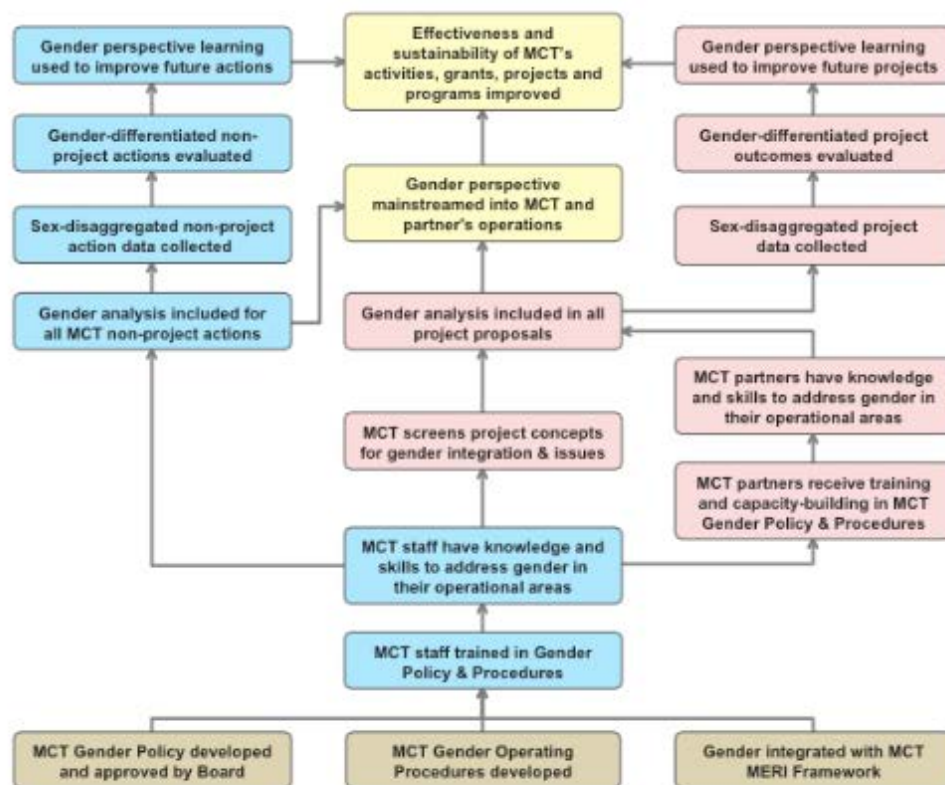 Gender perspective learning
used to improve future actions
Effectiveness and
sustainability of MCT's
activities, grants, projects and
programs improved
Gender perspective learning
used to improve future projects
Gender-differentiated non-
project actions evaluated
Gender-differentiated project
outcomes evaluated
Gender perspective
mainstreamed into MCT and
partner's operations
Sex-disaggregated non-project
action data collected
Sex-disaggregated project
data collected
Gender analysis included for
all MCT non-project actions
Gender analysis included in all
project proposals
MCT partners have knowledge
and skills to address gender in
their operational areas
MCT screens project concepts
for gender integration & issues
MCT partners receive training
and capacity-building in MCT
Gender Policy & Procedures
MCT staff have knowledge and
skills to address gender in
their operational areas
MCT staff trained in Gender
Policy & Procedures
MCT Gender Policy developed
and approved by Board
MCT Gender Operating
Procedures developed
Gender integrated with MCT
MERI Framework